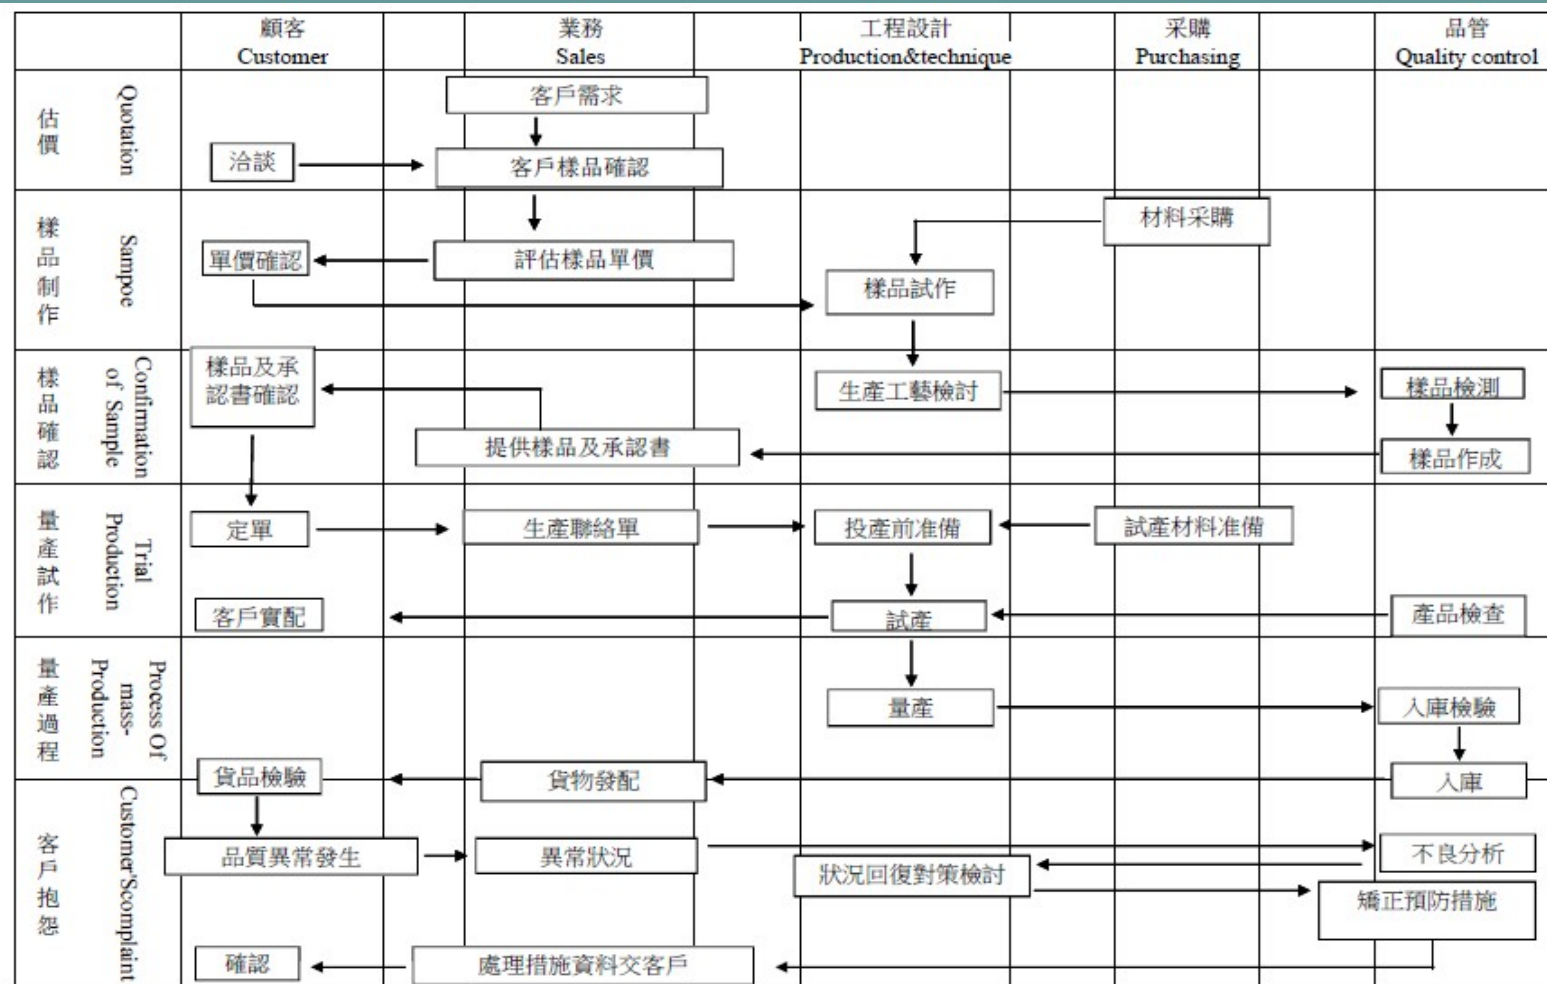 顧客
Customer
業務
Sales
工程設計
Production&technique
采購
Purchasing
品管
Quality control
估價
Quotation
客戶需求
洽談
客戶樣品確認
樣品制作
Sampoe
材料采購
單價確認
評估樣品單價
樣品試作
樣品確認
Confirmation
of Sample
樣品及承
認書確認
生產工藝檢討
樣品檢測
提供樣品及承認書
樣品作成
量產試作
Trial
Production
定單
生產聯絡單
投產前准備
試產材料准備
客戶實配
試產
產品檢查
量產過程
Process Of
mass-
Production
量產
入庫檢驗
貨品檢驗
貨物發配
入庫
客戶抱怨
Customer'Scomplaint
品質異常發生
異常狀況
不良分析
狀況回復對策檢討
矯正預防措施
確認
處理措施資料交客戶